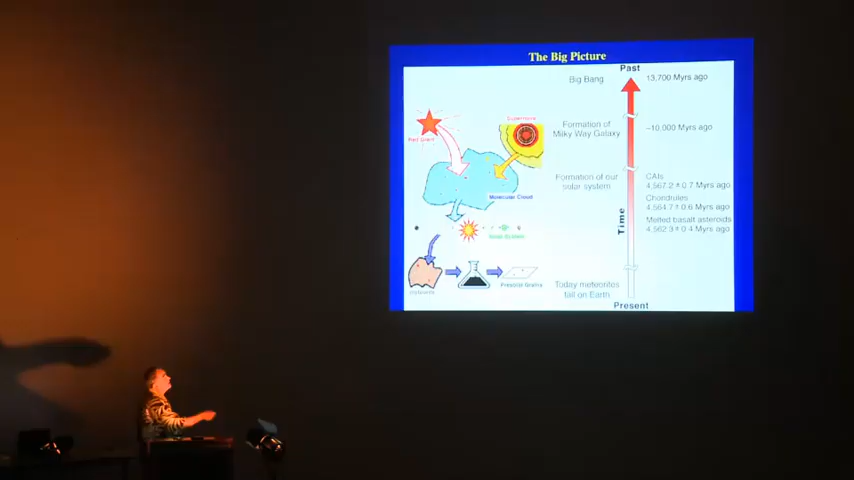 The Big Picture
Past
Big Bang
13,700 Myrs ago
Supernova
Red Giant
Formation of
Milky Way Galaxy
~10,000 Myrs ago
Molecular Cloud
Formation of our
solar system
CAIs
4,567.2 ± 0.7 Myrs ago
Chondrules
4,564.7 ± 0.6 Myrs ago
Melted basalt asteroids
4,562.3 ± 0.4 Myrs ago
Time
Solar System
Presolar Grains
Today meteorites
fall on Earth
Present